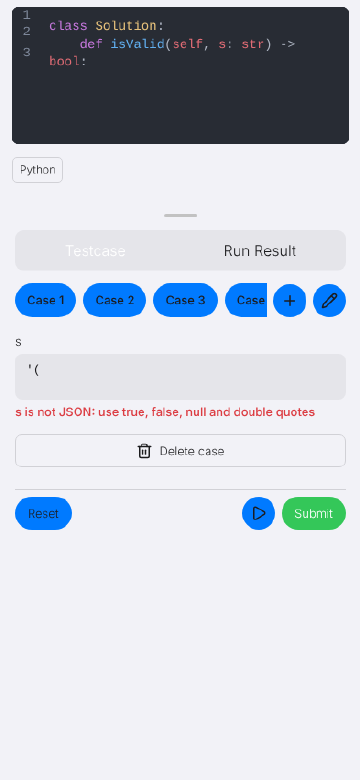 1 class Solution:
2 def isValid(self, s: str) ->
3 bool:
Python
Testcase Run Result
Case 1 Case 2 Case 3 Case
s
'(
s is not JSON: use true, false, null and double quotes
Delete case
Reset Submit